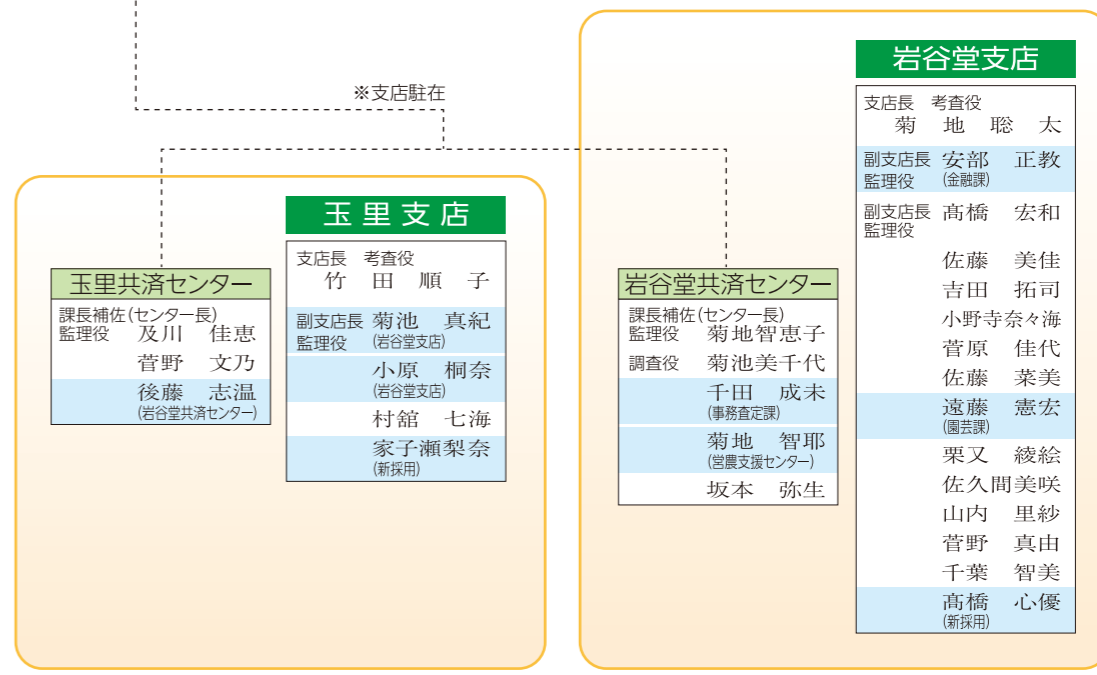 ※支店駐在
玉里支店
玉里共済センター
課長補佐(センター長)
監理役 及川 佳恵
菅野 文乃
後藤 志温
(岩谷堂共済センター)
支店長 考査役
竹田順子
副支店長 菊池 真紀
監理役 (岩谷堂支店)
小原 桐奈
(岩谷堂支店)
村舘 七海
家子瀬梨奈
(新採用)
岩谷堂共済センター
課長補佐(センター長)
監理役 菊地智恵子
調査役 菊池美千代
千田 成未
(事務査定課)
菊地 智耶
(営農支援センター)
坂本 弥生
岩谷堂支店
支店長 考査役
菊地聡太
副支店長 安部 正教
監理役 (金融課)
副支店長 髙橋 宏和
監理役
佐藤 美佳
吉田 拓司
小野寺奈々海
菅原 佳代
佐藤 菜美
遠藤 憲宏
(園芸課)
栗又 綾絵
佐久間美咲
山内 里紗
菅野 真由
千葉 智美
髙橋 心優
(新採用)